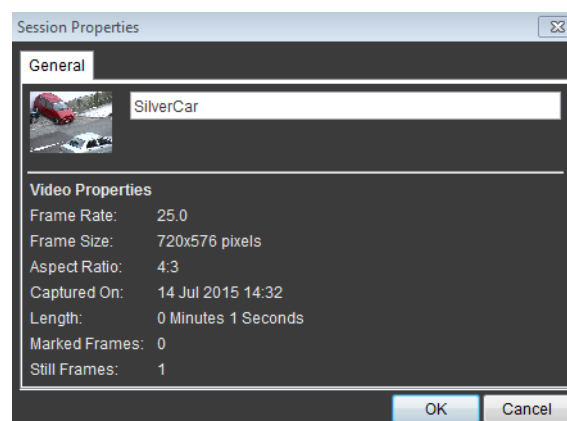 Session Properties
General
SilverCar
Video Properties
Frame Rate: 25.0
Frame Size: 720x576 pixels
Aspect Ratio: 4:3
Captured On: 14 Jul 2015 14:32
Length: 0 Minutes 1 Seconds
Marked Frames: 0
Still Frames: 1
OK Cancel